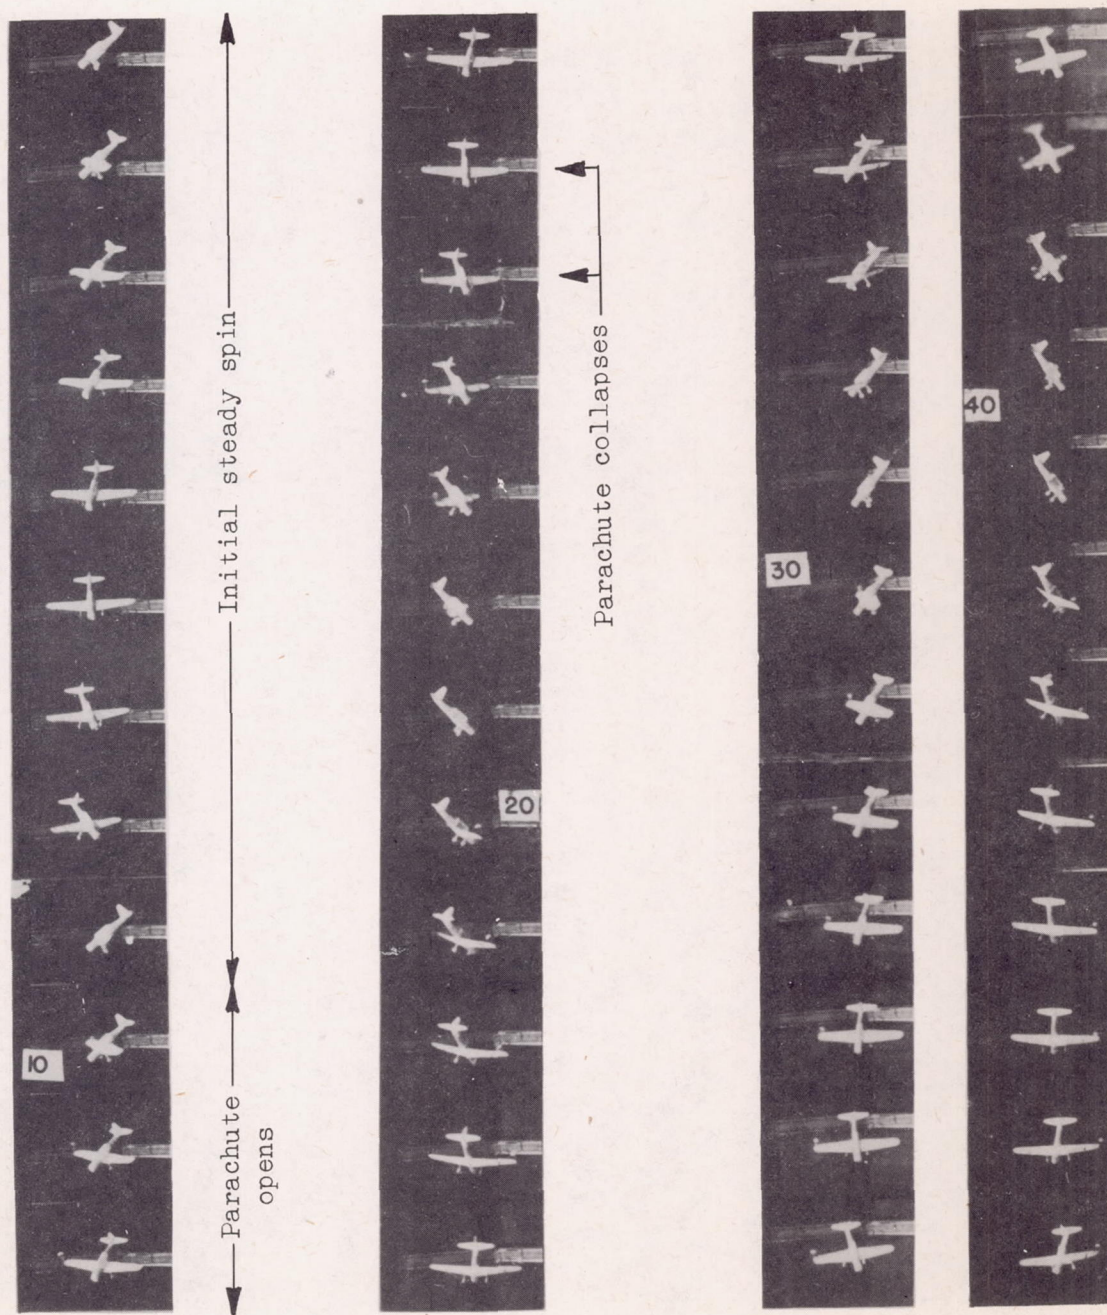 Initial steady spin
Parachute
opens
10
20
Parachute collapses
30
40